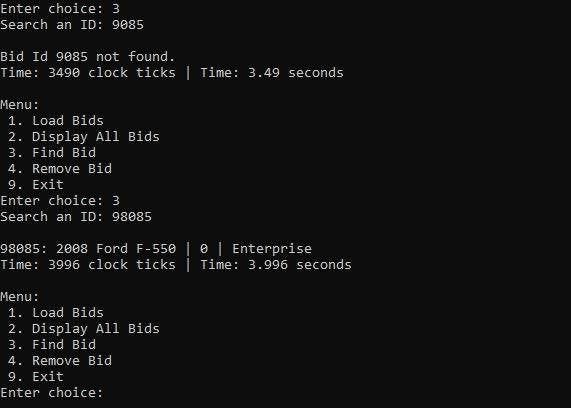 Enter choice: 3
Search an ID: 9085
Bid Id 9085 not found.
Time: 3490 clock ticks | Time: 3.49 seconds
Menu:
1. Load Bids
2. Display All Bids
3. Find Bid
4. Remove Bid
9. Exit
Enter choice: 3
Search an ID: 98085
98085: 2008 Ford F-550 | 0 | Enterprise
Time: 3996 clock ticks | Time: 3.996 seconds
Menu:
1. Load Bids
2. Display All Bids
3. Find Bid
4. Remove Bid
9. Exit
Enter choice: